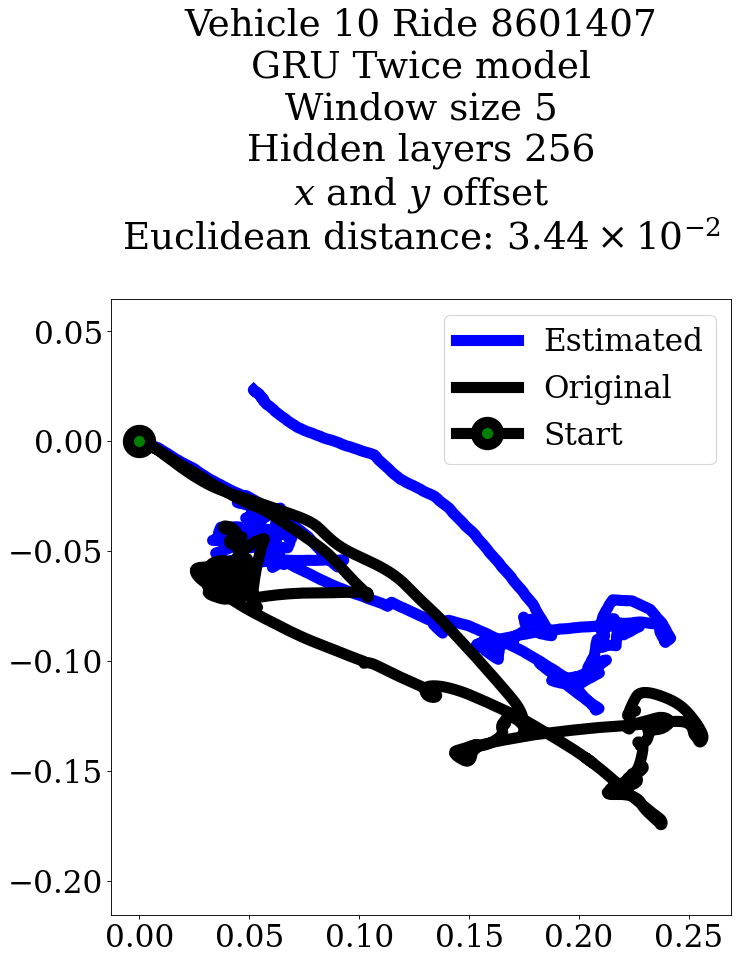 Vehicle 10 Ride 8601407
GRU Twice model
Window size 5
Hidden layers 256
x and y offset
Euclidean distance: 3.44 × 10⁻²
Estimated
Original
Start
0.05
0.00
−0.05
−0.10
−0.15
−0.20
0.00 0.05 0.10 0.15 0.20 0.25